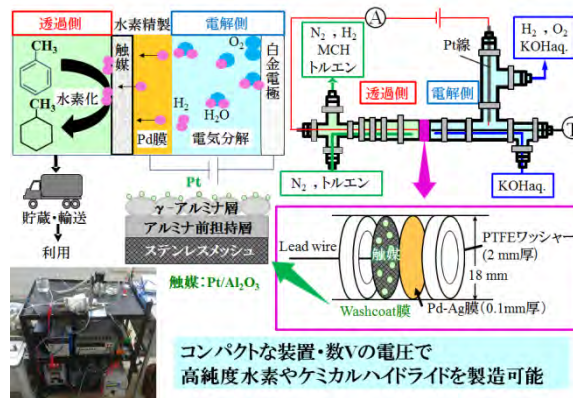 透過側
水素精製
電解側
CH₃
触媒
O₂
白金電極
水素化
CH₃
H₂
H₂O
Pd膜
電気分解
貯蔵・輸送
利用
Pt
γ-アルミナ層
アルミナ前担持層
ステンレスメッシュ
触媒:Pt/Al₂O₃
A
N₂ , H₂
MCH
トルエン
Pt線
H₂ , O₂
KOHaq.
透過側
電解側
T
N₂ , トルエン
KOHaq.
Lead wire
触媒
PTFEワッシャー
(2 mm厚)
18 mm
Washcoat膜
Pd-Ag膜(0.1mm厚)
コンパクトな装置・数Vの電圧で
高純度水素やケミカルハイドライドを製造可能